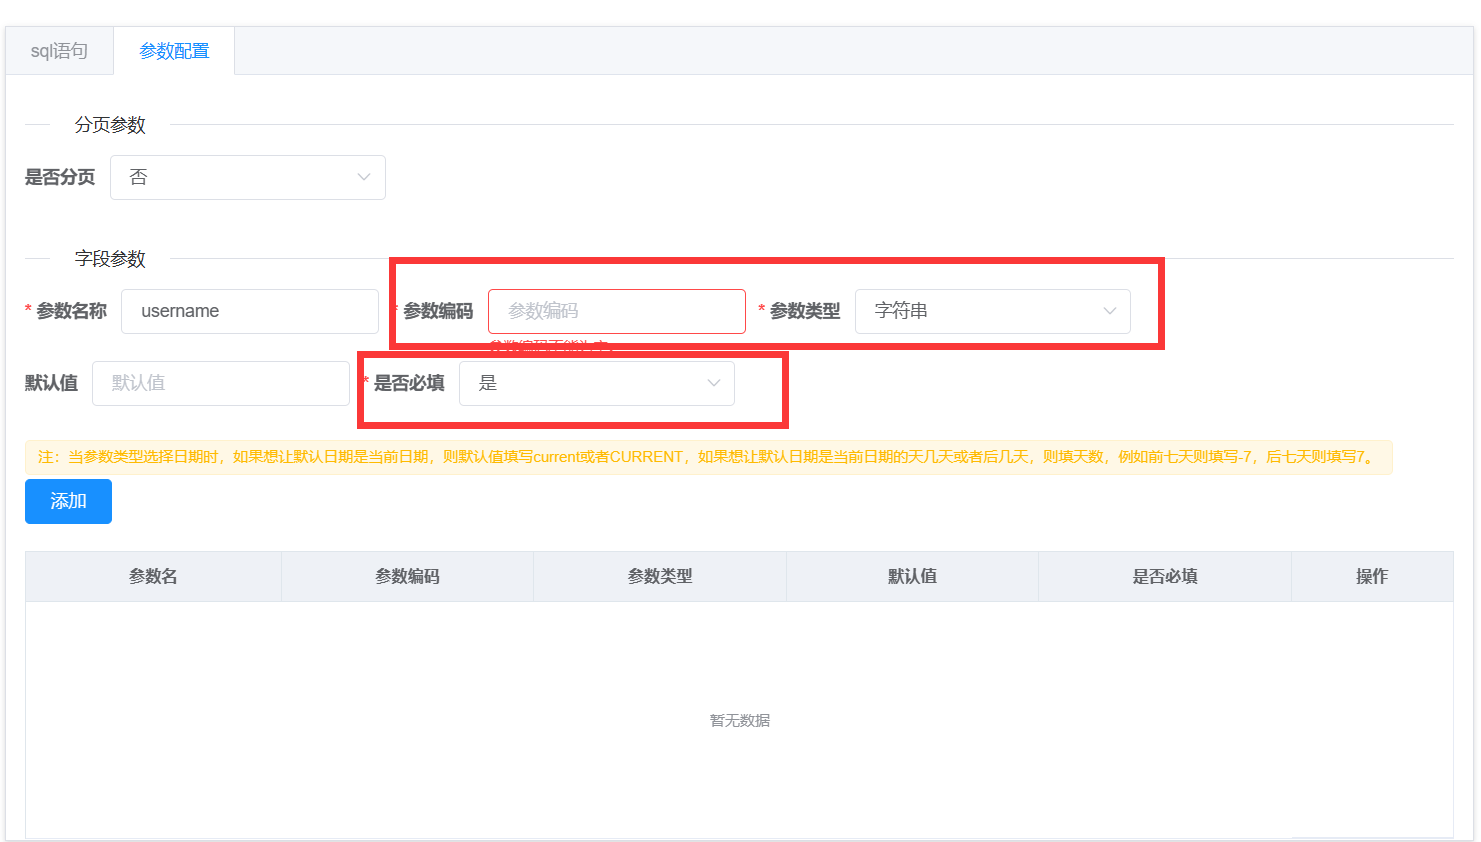 sql语句 参数配置
分页参数
是否分页 否
字段参数
* 参数名称 username * 参数编码 参数编码 * 参数类型 字符串
参数编码不能为空
默认值 默认值 * 是否必填 是
注：当参数类型选择日期时，如果想让默认日期是当前日期，则默认值填写current或者CURRENT，如果想让默认日期是当前日期的天几天或者后几天，则填天数，例如前七天则填写-7，后七天则填写7。
添加
参数名 参数编码 参数类型 默认值 是否必填 操作
暂无数据